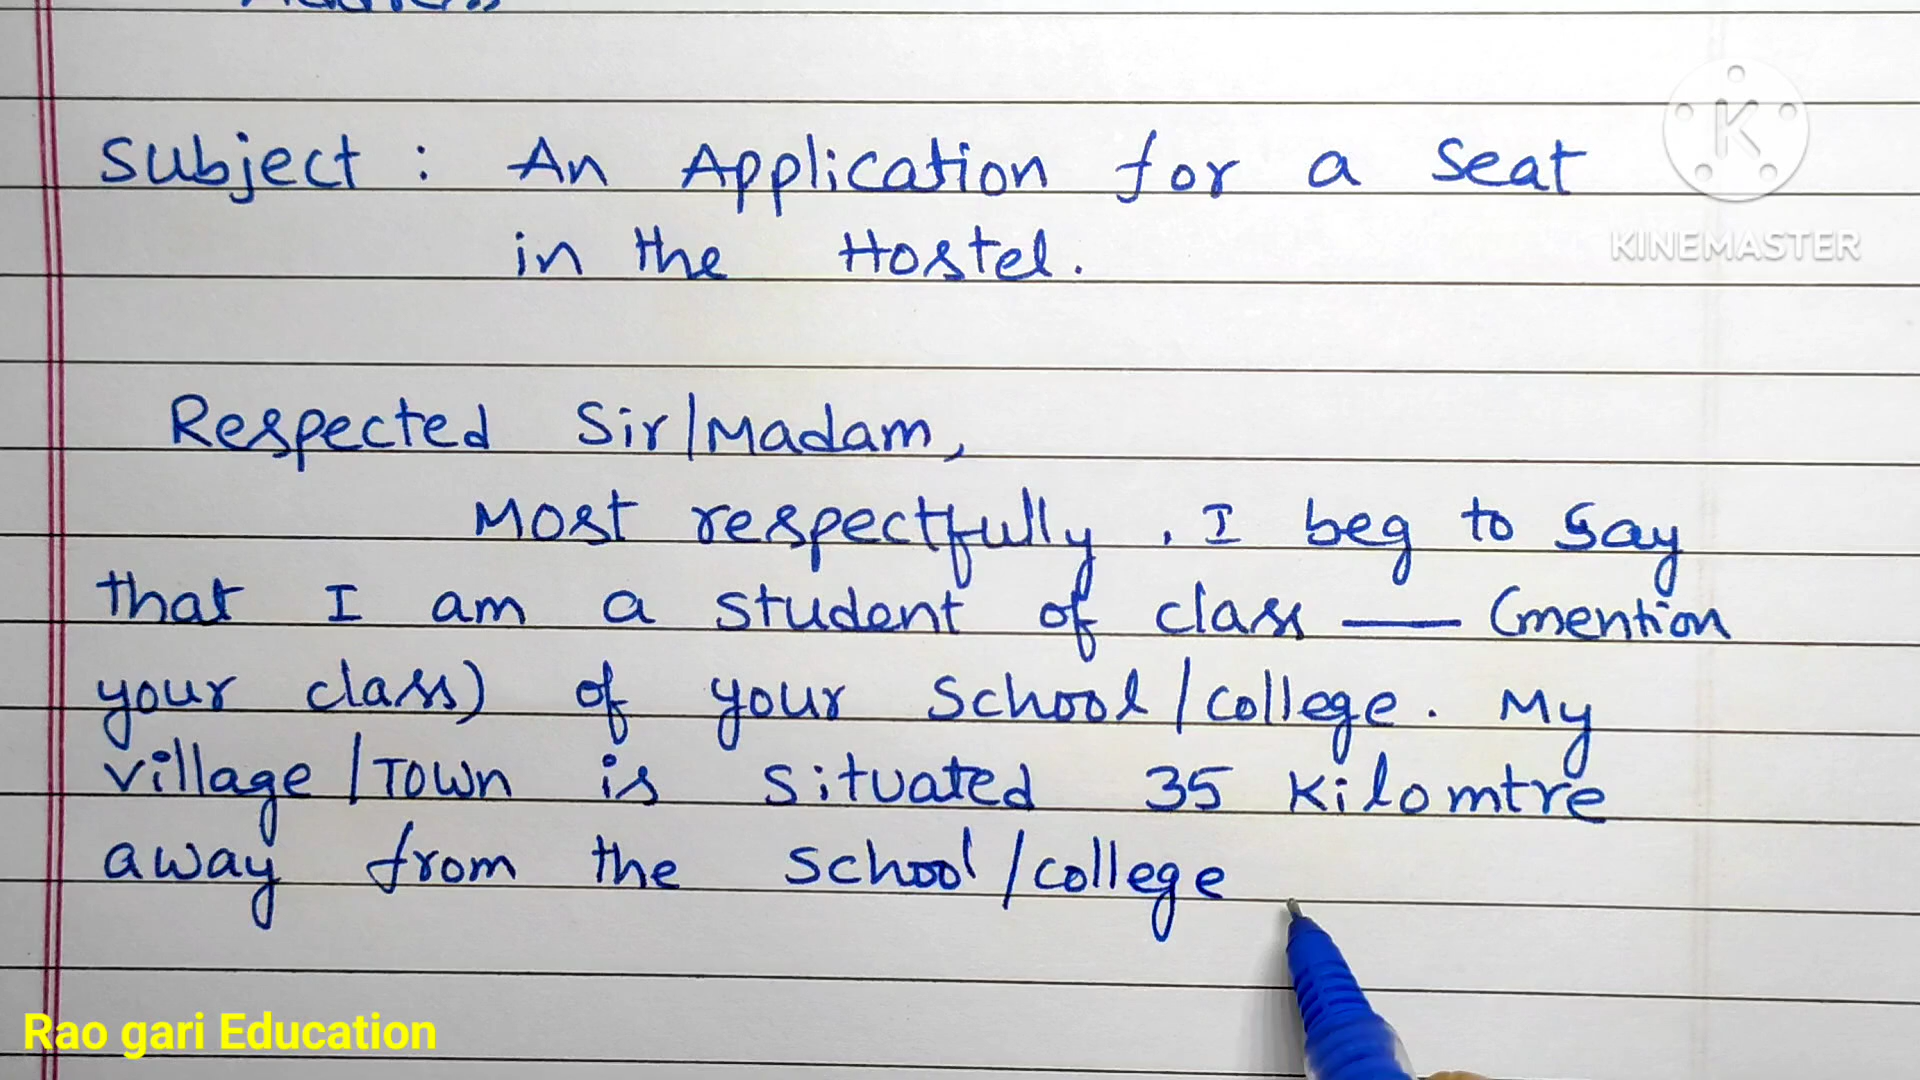 Address
Subject : An Application for a Seat
in the Hostel.
Respected Sir/Madam,
Most respectfully, I beg to say
that I am a student of class — (mention
your class) of your School/college. My
village/Town is situated 35 Kilomtre
away from the school/college
K
KINEMASTER
Rao gari Education